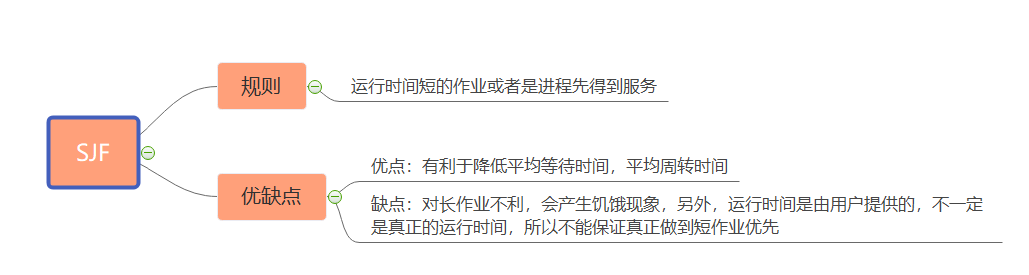 SJF
规则
运行时间短的作业或者是进程先得到服务
优缺点
优点：有利于降低平均等待时间，平均周转时间
缺点：对长作业不利，会产生饥饿现象，另外，运行时间是由用户提供的，不一定
是真正的运行时间，所以不能保证真正做到短作业优先